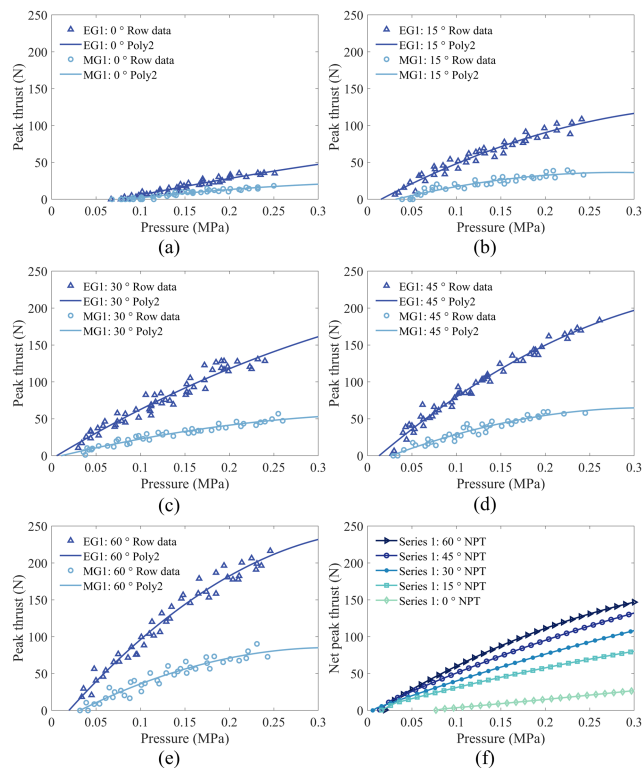 250
200
150
100
50
0
Peak thrust (N)
EG1: 0 ° Row data
EG1: 0 ° Poly2
MG1: 0 ° Row data
MG1: 0 ° Poly2
0 0.05 0.1 0.15 0.2 0.25 0.3
Pressure (MPa)
(a)
250
200
150
100
50
0
Peak thrust (N)
EG1: 15 ° Row data
EG1: 15 ° Poly2
MG1: 15 ° Row data
MG1: 15 ° Poly2
0 0.05 0.1 0.15 0.2 0.25 0.3
Pressure (MPa)
(b)
250
200
150
100
50
0
Peak thrust (N)
EG1: 30 ° Row data
EG1: 30 ° Poly2
MG1: 30 ° Row data
MG1: 30 ° Poly2
0 0.05 0.1 0.15 0.2 0.25 0.3
Pressure (MPa)
(c)
250
200
150
100
50
0
Peak thrust (N)
EG1: 45 ° Row data
EG1: 45 ° Poly2
MG1: 45 ° Row data
MG1: 45 ° Poly2
0 0.05 0.1 0.15 0.2 0.25 0.3
Pressure (MPa)
(d)
250
200
150
100
50
0
Peak thrust (N)
EG1: 60 ° Row data
EG1: 60 ° Poly2
MG1: 60 ° Row data
MG1: 60 ° Poly2
0 0.05 0.1 0.15 0.2 0.25 0.3
Pressure (MPa)
(e)
250
200
150
100
50
0
Net peak thrust (N)
Series 1: 60 ° NPT
Series 1: 45 ° NPT
Series 1: 30 ° NPT
Series 1: 15 ° NPT
Series 1: 0 ° NPT
0 0.05 0.1 0.15 0.2 0.25 0.3
Pressure (MPa)
(f)